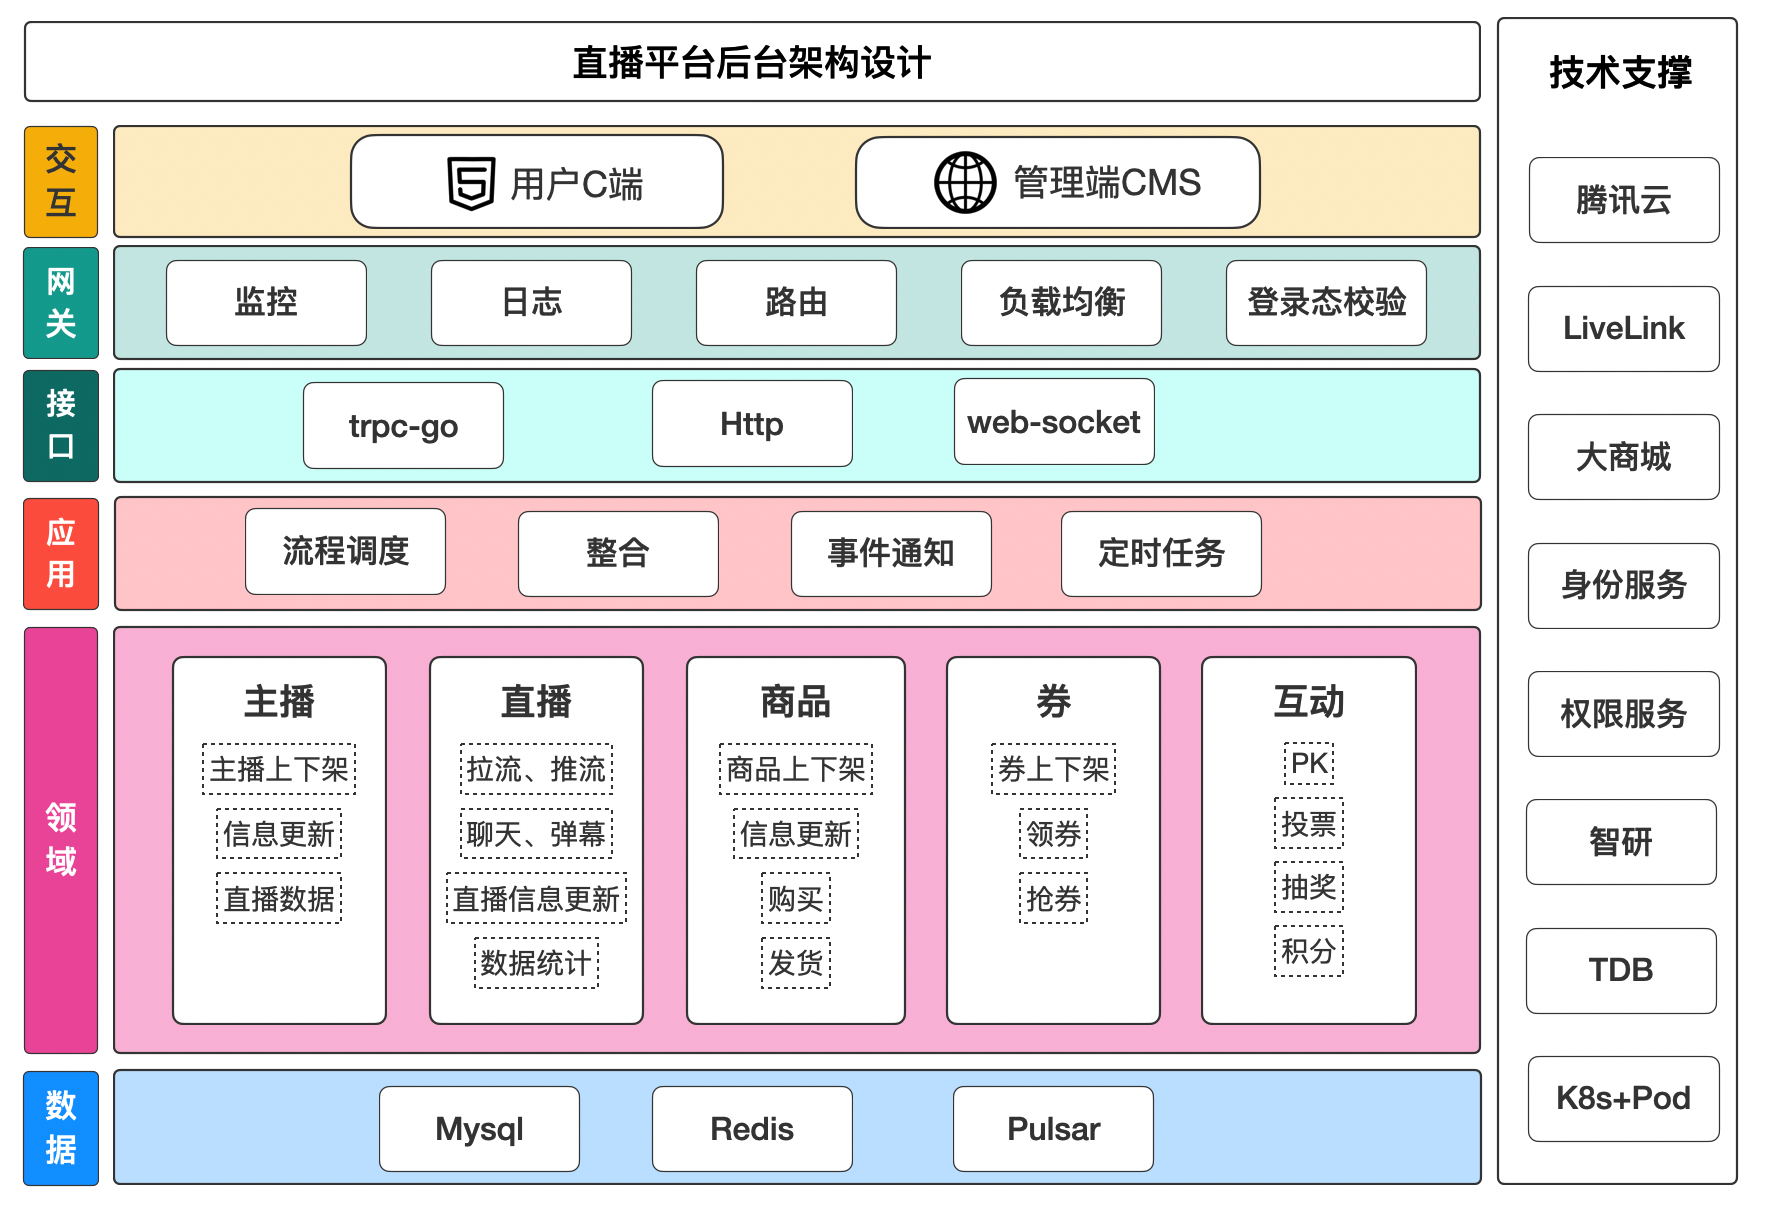 直播平台后台架构设计
交互
用户C端
管理端CMS
网关
监控
日志
路由
负载均衡
登录态校验
接口
trpc-go
Http
web-socket
应用
流程调度
整合
事件通知
定时任务
领域
主播
主播上下架
信息更新
直播数据
直播
拉流、推流
聊天、弹幕
直播信息更新
数据统计
商品
商品上下架
信息更新
购买
发货
券
券上下架
领券
抢券
互动
PK
投票
抽奖
积分
数据
Mysql
Redis
Pulsar
技术支撑
腾讯云
LiveLink
大商城
身份服务
权限服务
智研
TDB
K8s+Pod